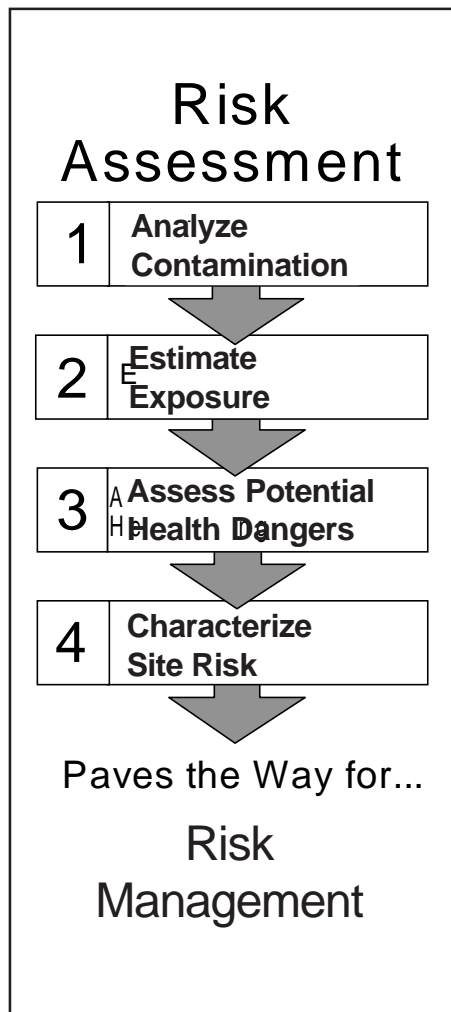 Risk
Assessment
1 Analyze
Contamination
2 Estimate
Exposure
3 Assess Potential
Health Dangers
4 Characterize
Site Risk
Paves the Way for...
Risk
Management